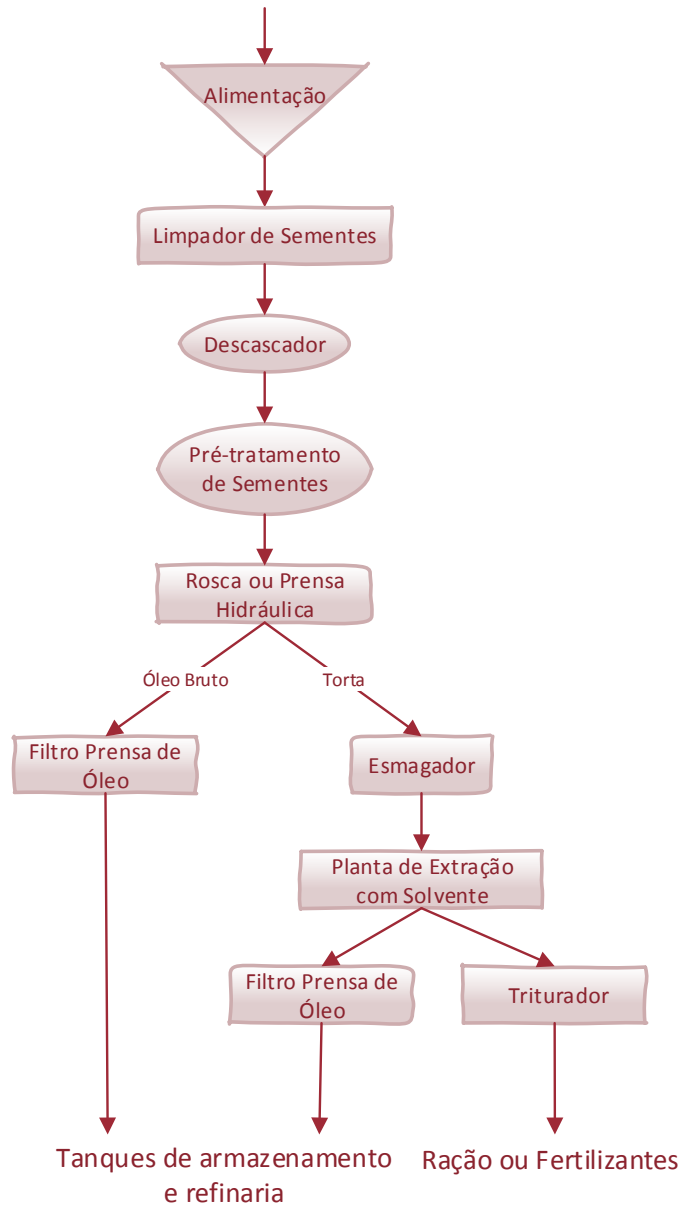 Alimentação
Limpador de Sementes
Descascador
Pré-tratamento
de Sementes
Rosca ou Prensa
Hidráulica
Óleo Bruto
Torta
Filtro Prensa de
Óleo
Esmagador
Planta de Extração
com Solvente
Filtro Prensa de
Óleo
Triturador
Tanques de armazenamento
e refinaria
Ração ou Fertilizantes